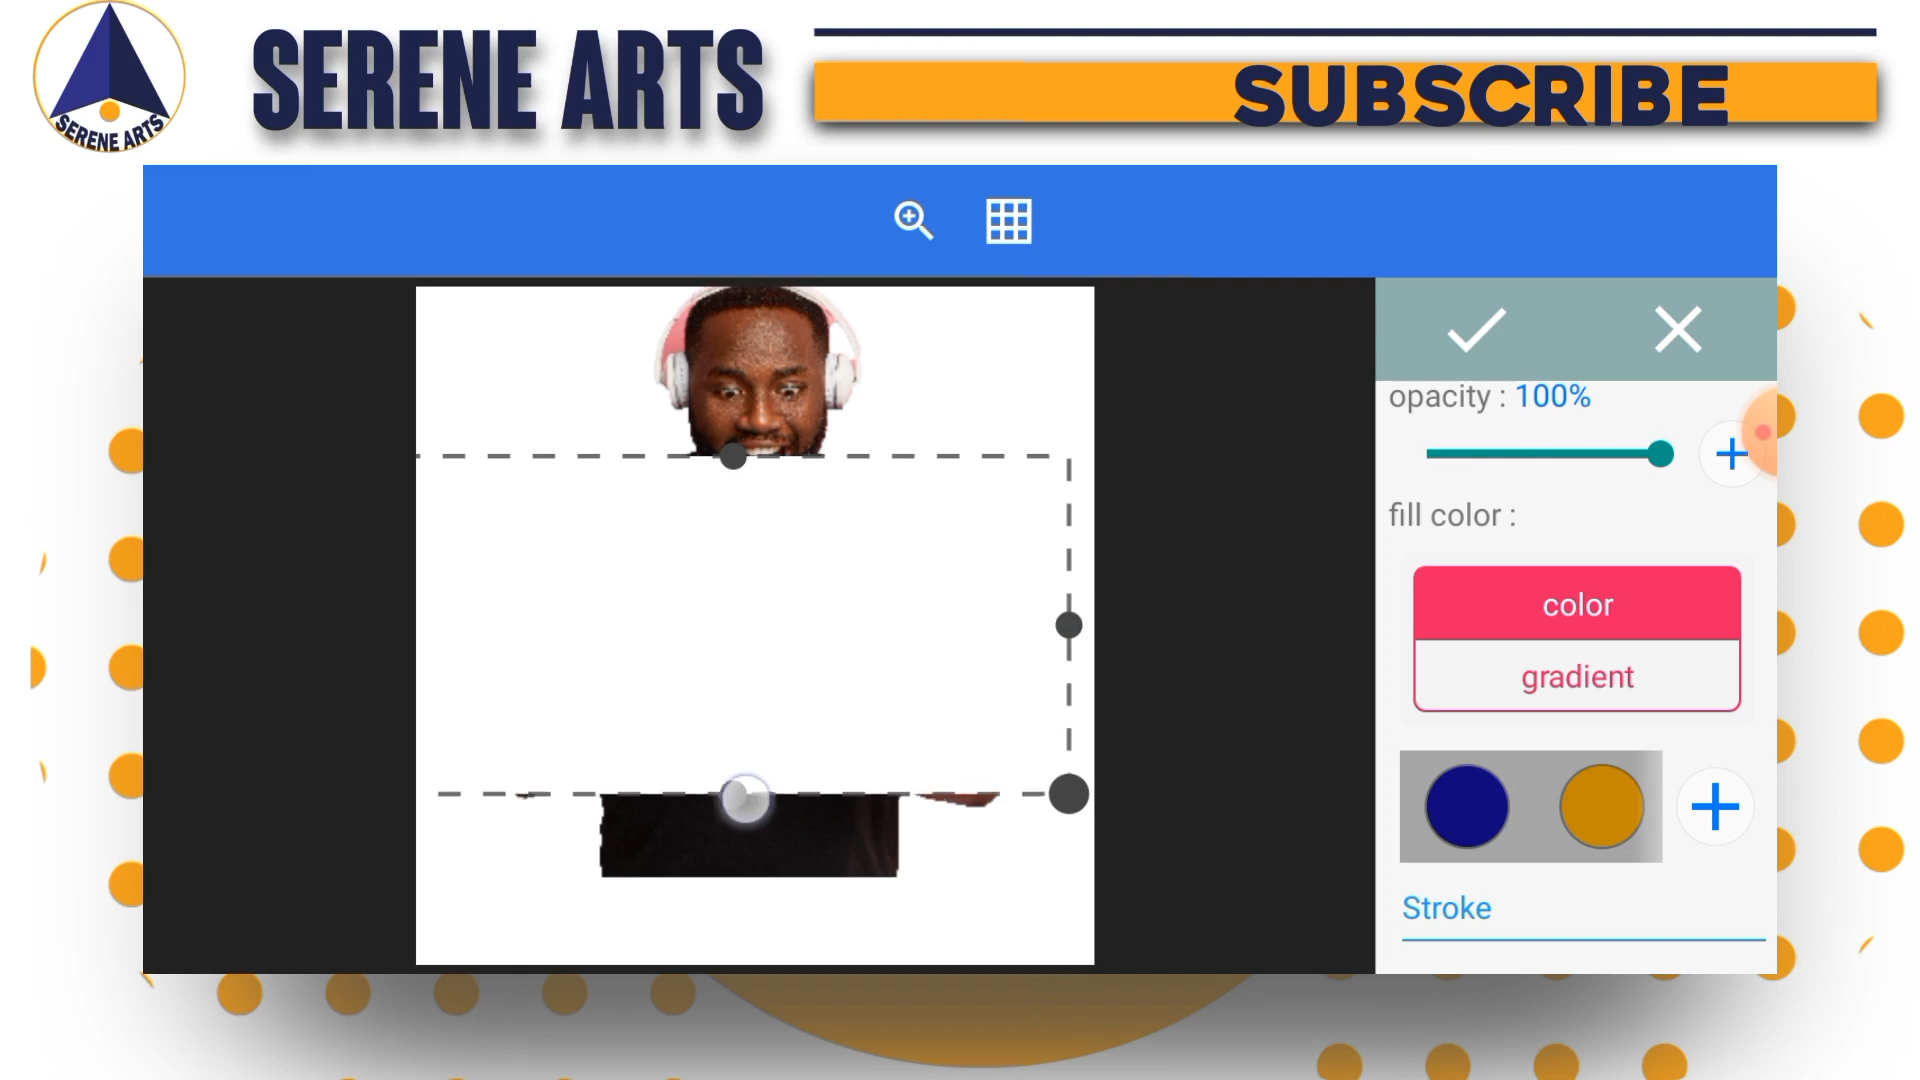 SERENE ARTS
SERENE ARTS
SUBSCRIBE
opacity : 100%
fill color :
color
gradient
Stroke